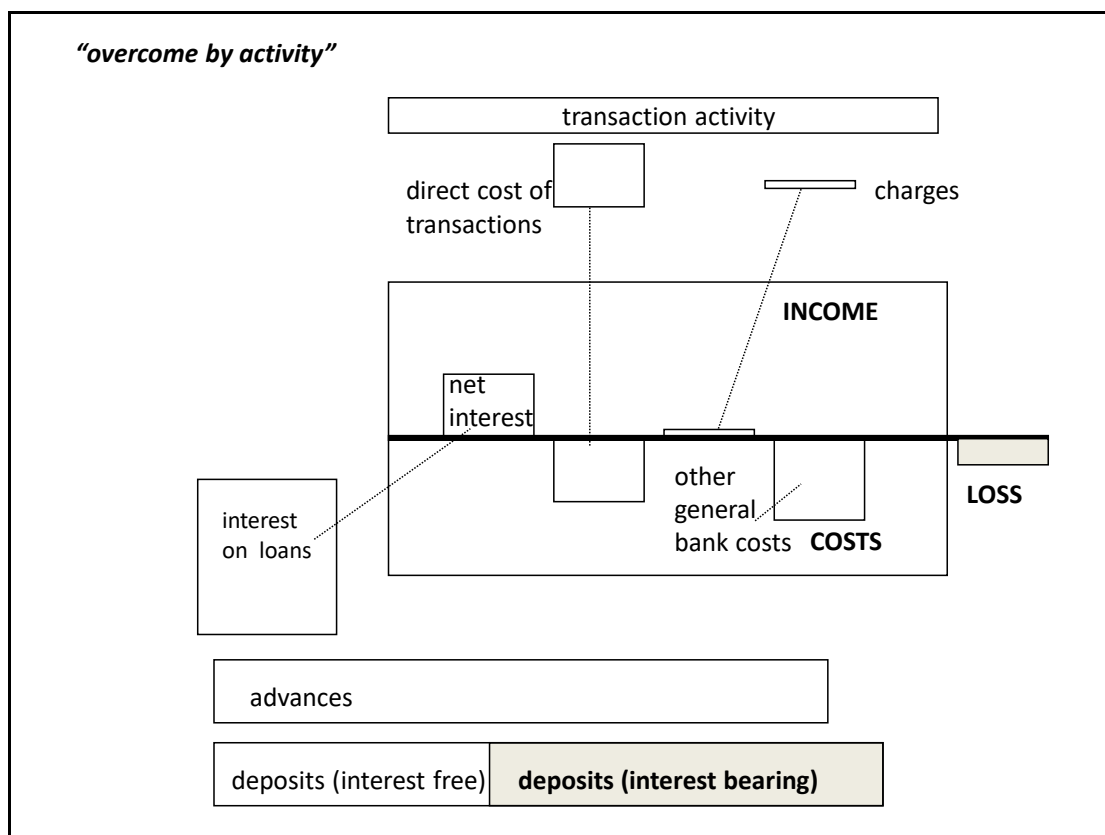 “overcome by activity”
transaction activity
direct cost of
transactions
charges
INCOME
net
interest
other
general
bank costs
COSTS
LOSS
interest
on loans
advances
deposits (interest free)
deposits (interest bearing)